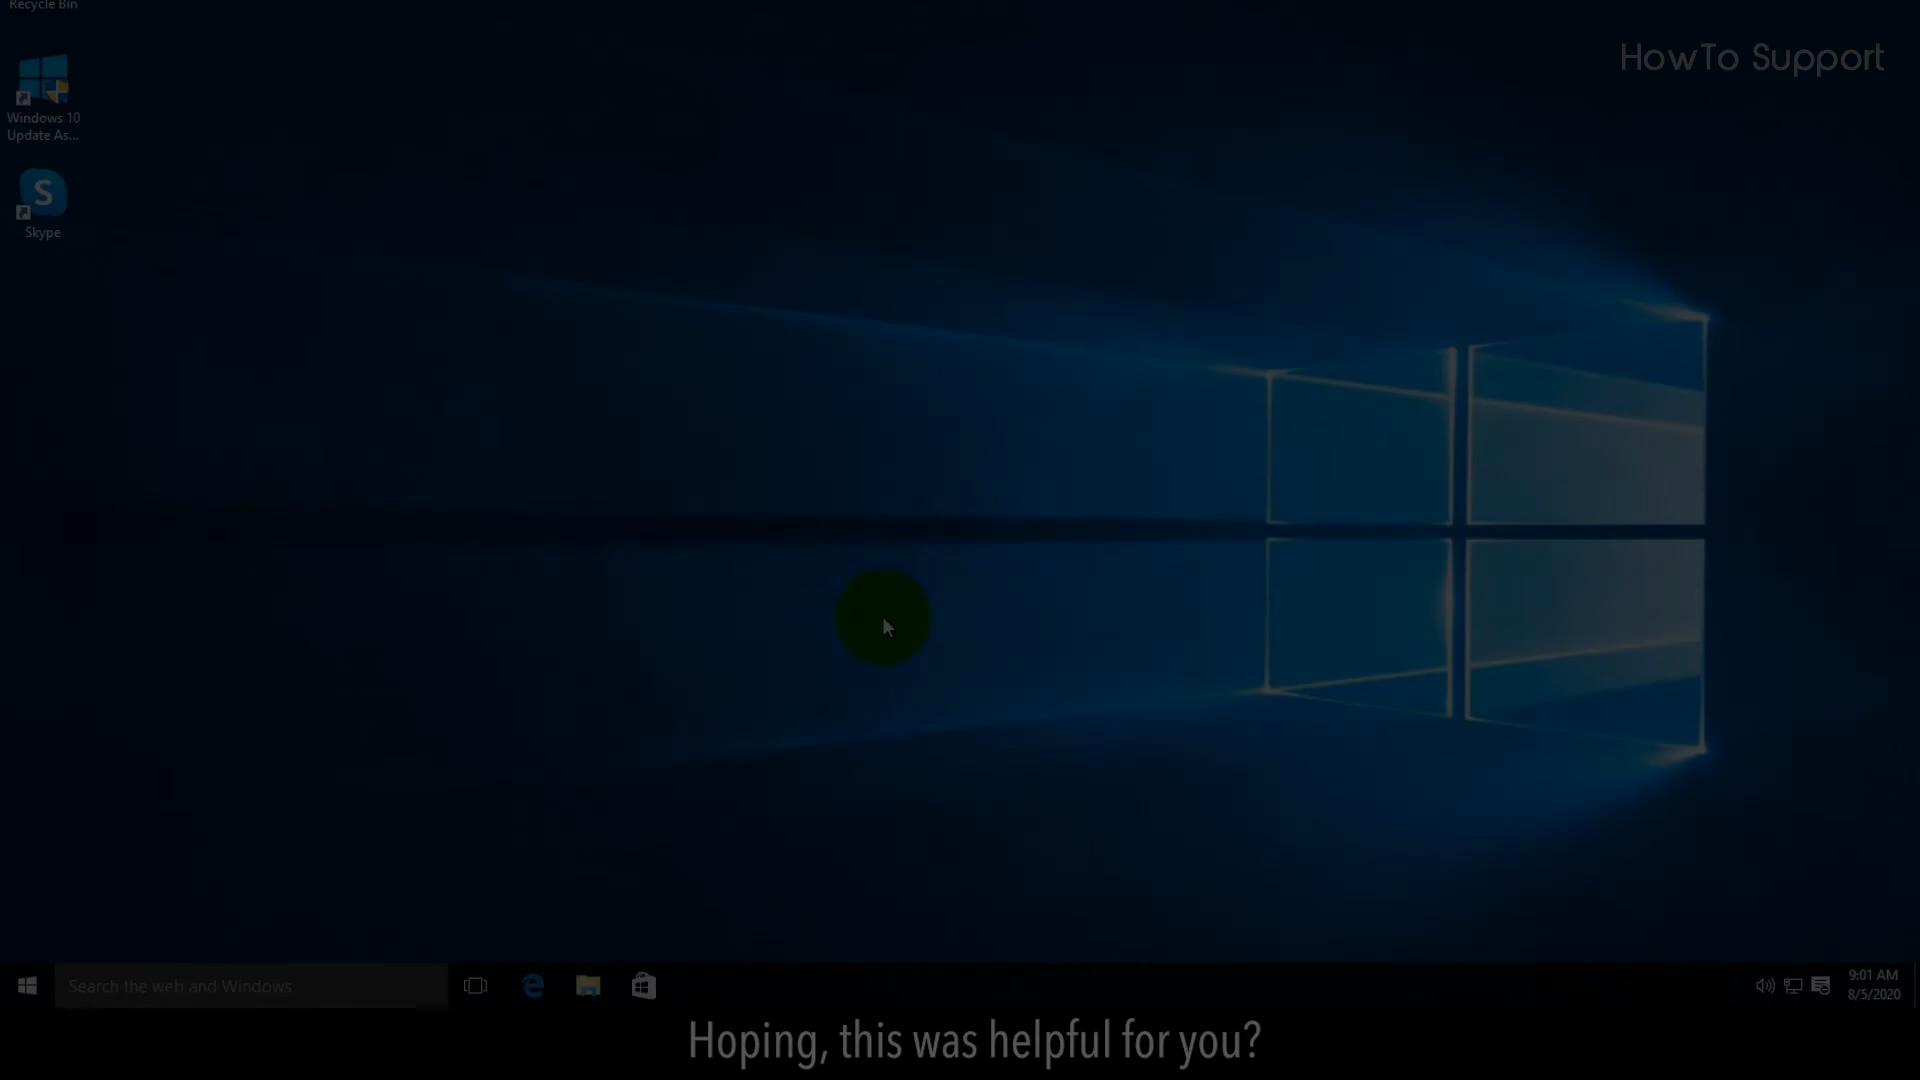 Recycle Bin
HowTo Support
Windows 10
Update As...
S
Skype
Search the web and Windows
9:01 AM
8/5/2020
Hoping, this was helpful for you?